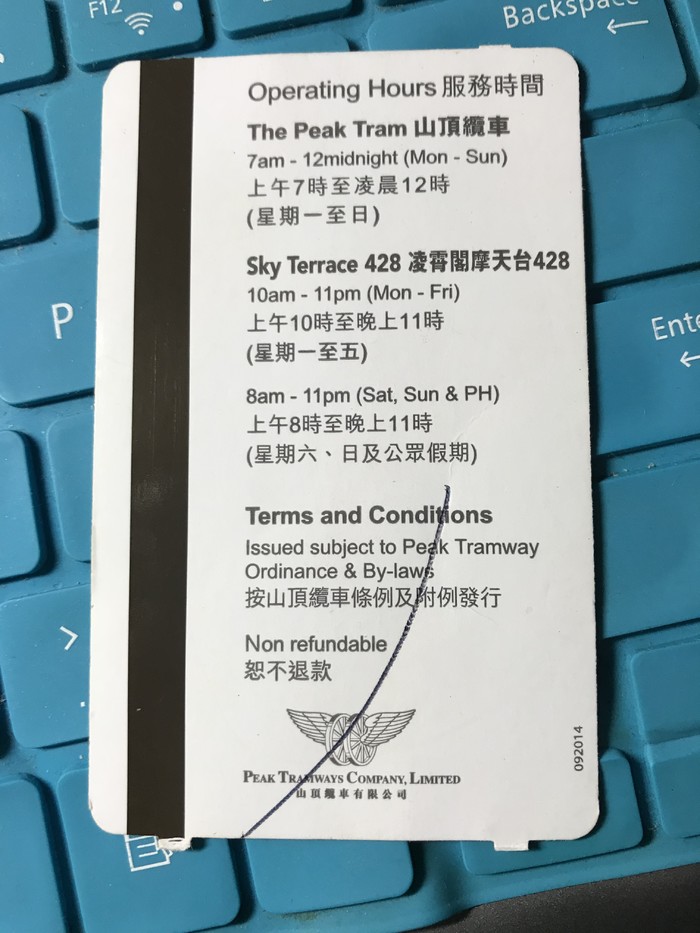 F12
Backspace
P
Operating Hours 服務時間
The Peak Tram 山頂纜車
7am - 12midnight (Mon - Sun)
上午7時至凌晨12時
(星期一至日)
Sky Terrace 428 凌霄閣摩天台428
10am - 11pm (Mon - Fri)
上午10時至晚上11時
(星期一至五)
8am - 11pm (Sat, Sun & PH)
上午8時至晚上11時
(星期六、日及公眾假期)
Terms and Conditions
Issued subject to Peak Tramway
Ordinance & By-laws
按山頂纜車條例及附例發行
Non refundable
恕不退款
PEAK TRAMWAYS COMPANY, LIMITED
山頂纜車有限公司
092014